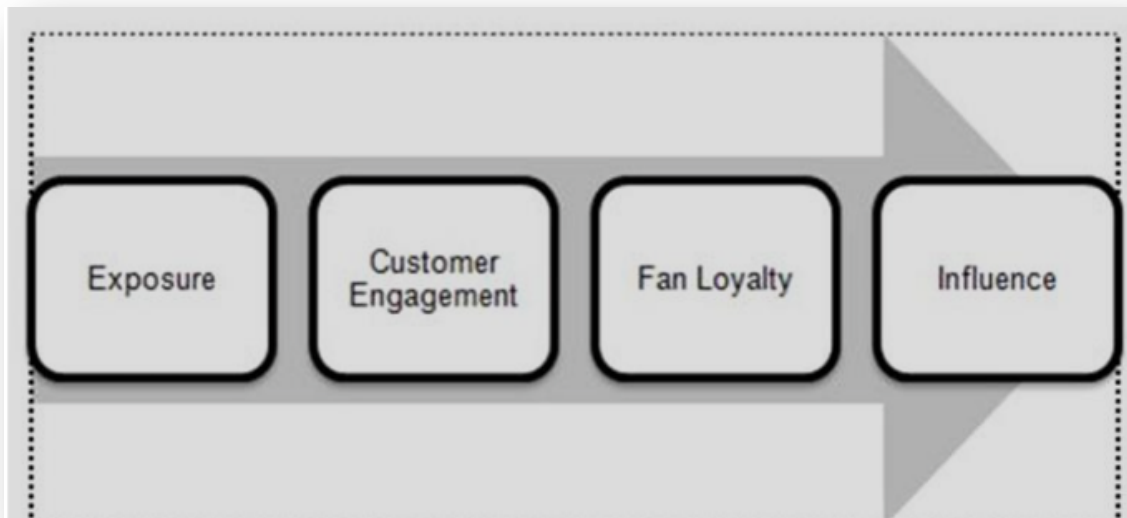 Exposure
Customer
Engagement
Fan Loyalty
Influence